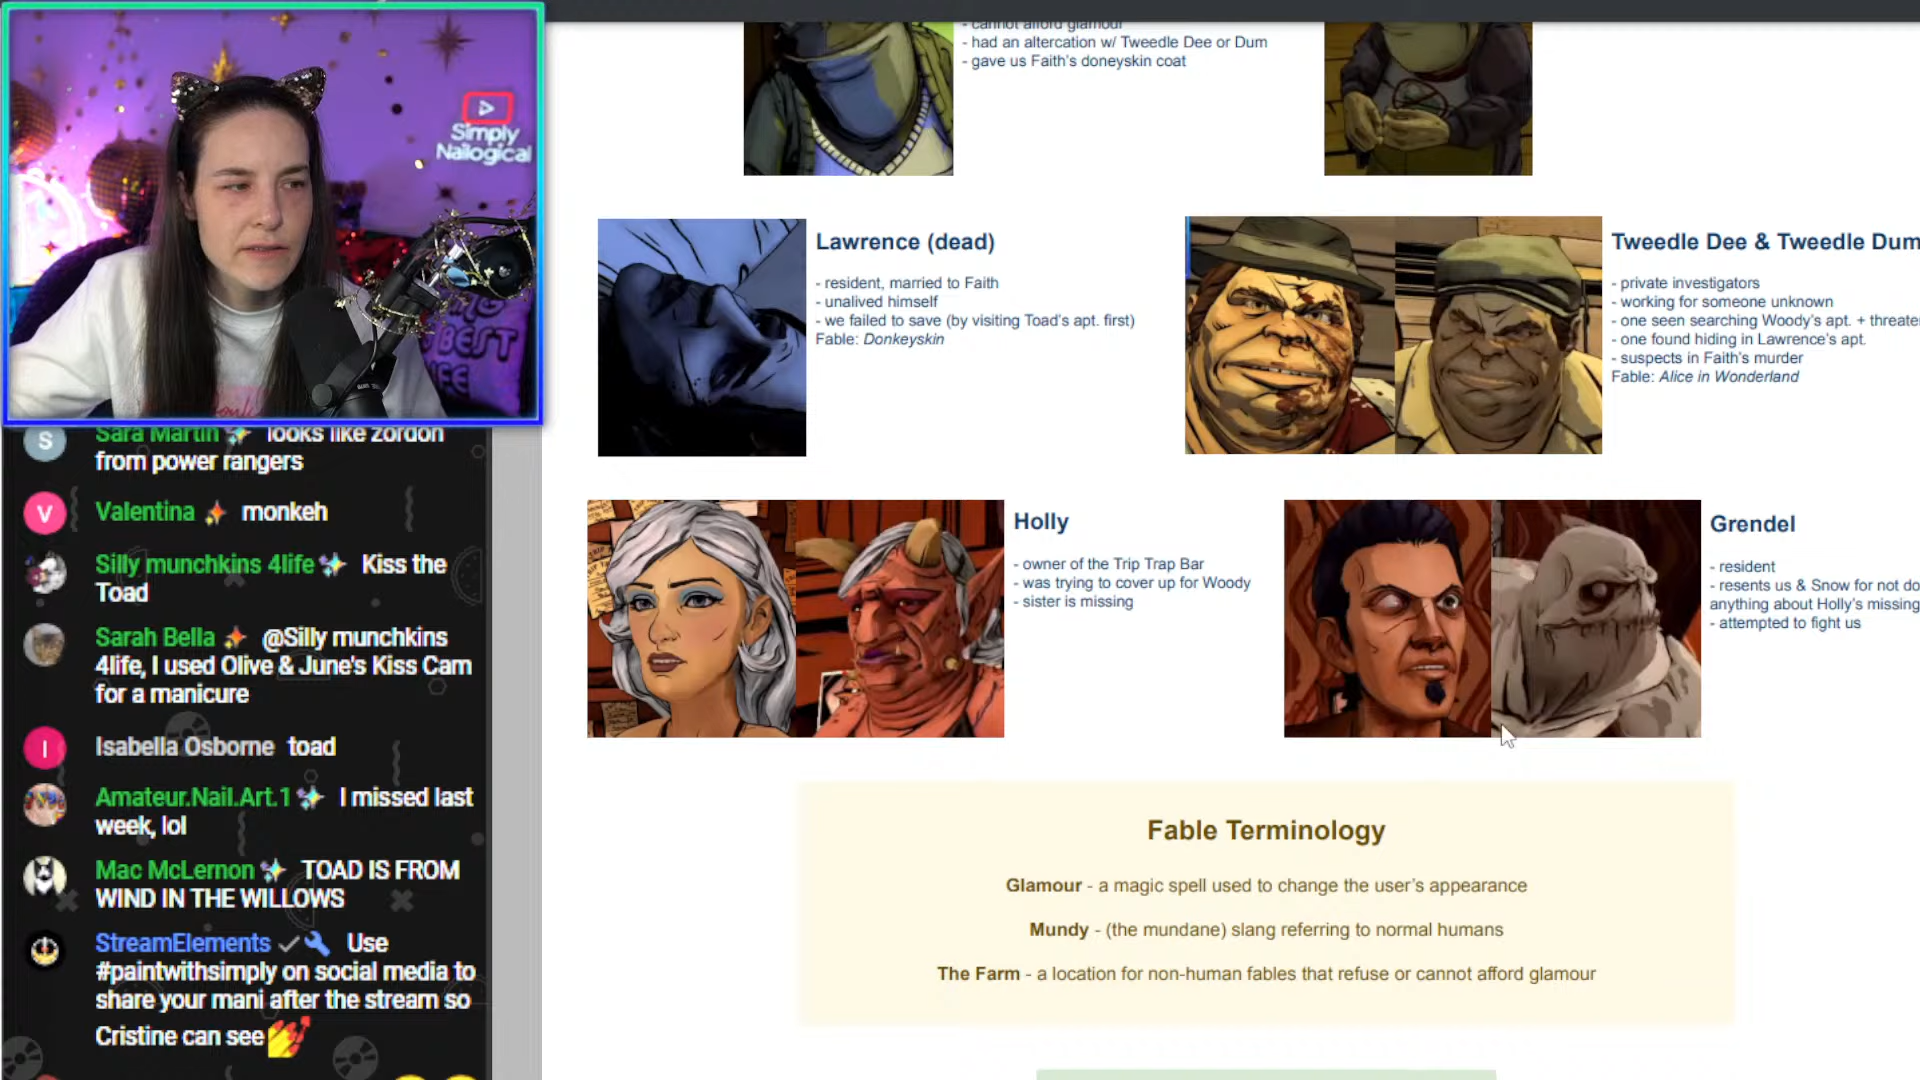 Simply
Nailogical
BEST
Sara Martin looks like zordon
from power rangers
Valentina monkeh
Silly munchkins 4life Kiss the
Toad
Sarah Bella @Silly munchkins
4life, I used Olive & June's Kiss Cam
for a manicure
Isabella Osborne toad
Amateur.Nail.Art.1 I missed last
week, lol
Mac McLernon TOAD IS FROM
WIND IN THE WILLOWS
StreamElements Use
#paintwithsimply on social media to
share your mani after the stream so
Cristine can see
- cannot afford glamour
- had an altercation w/ Tweedle Dee or Dum
- gave us Faith's doneyskin coat
Lawrence (dead)
- resident, married to Faith
- unalived himself
- we failed to save (by visiting Toad's apt. first)
Fable: Donkeyskin
Tweedle Dee & Tweedle Dum
- private investigators
- working for someone unknown
- one seen searching Woody's apt. + threate
- one found hiding in Lawrence's apt.
- suspects in Faith's murder
Fable: Alice in Wonderland
Holly
- owner of the Trip Trap Bar
- was trying to cover up for Woody
- sister is missing
Grendel
- resident
- resents us & Snow for not do
anything about Holly's missing
- attempted to fight us
Fable Terminology
Glamour - a magic spell used to change the user's appearance
Mundy - (the mundane) slang referring to normal humans
The Farm - a location for non-human fables that refuse or cannot afford glamour